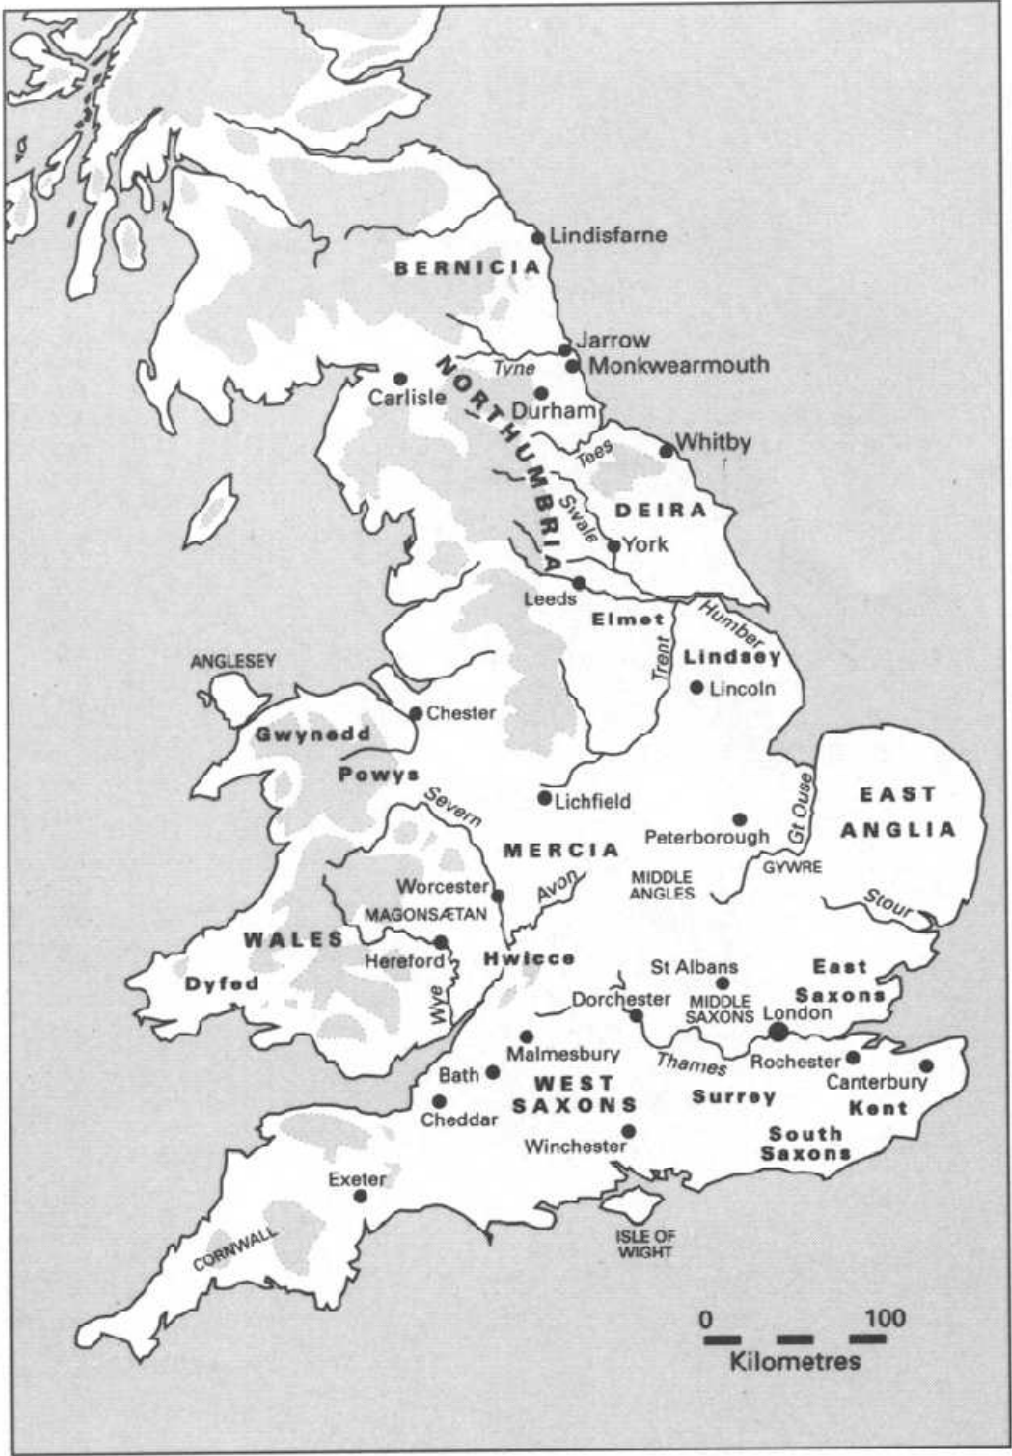 Lindisfarne
BERNICIA
Jarrow
Monkwearmouth
Tyne
Carlisle
Durham
NORTHUMBRIA
Whitby
Tees
DEIRA
Swale
York
Leeds
Elmet
Humber
Trent
Lindsey
Lincoln
ANGLESEY
Chester
Gwynedd
Powys
Severn
Lichfield
Peterborough
Gt Ouse
EAST
ANGLIA
MERCIA
GYWRE
MIDDLE
ANGLES
Avon
Worcester
MAGONSÆTAN
Stour
WALES
Hereford
Hwicce
Dyfed
Wye
St Albans
East
Saxons
Dorchester
MIDDLE
SAXONS
London
Malmesbury
Thames
Rochester
Bath
Canterbury
WEST
SAXONS
Surrey
Kent
Cheddar
Winchester
South
Saxons
Exeter
CORNWALL
ISLE OF
WIGHT
0 100
Kilometres